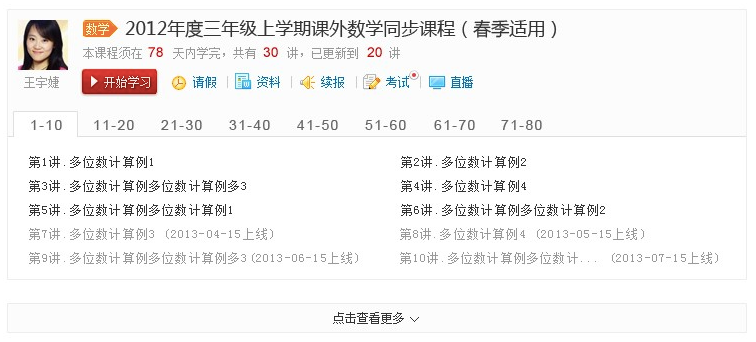 数学 2012年度三年级上学期课外数学同步课程（春季适用）
本课程须在 78 天内学完，共有 30 讲，已更新到 20 讲
王宇婕 开始学习 请假 资料 续报 考试 直播
1-10 11-20 21-30 31-40 41-50 51-60 61-70 71-80
第1讲.多位数计算例1 第2讲.多位数计算例2
第3讲.多位数计算例多位数计算例多3 第4讲.多位数计算例4
第5讲.多位数计算例多位数计算例1 第6讲.多位数计算例多位数计算例2
第7讲.多位数计算例3（2013-04-15上线） 第8讲.多位数计算例4（2013-05-15上线）
第9讲.多位数计算例多位数计算例多3(2013-06-15上线） 第10讲.多位数计算例多位数计...（2013-07-15上线）
点击查看更多